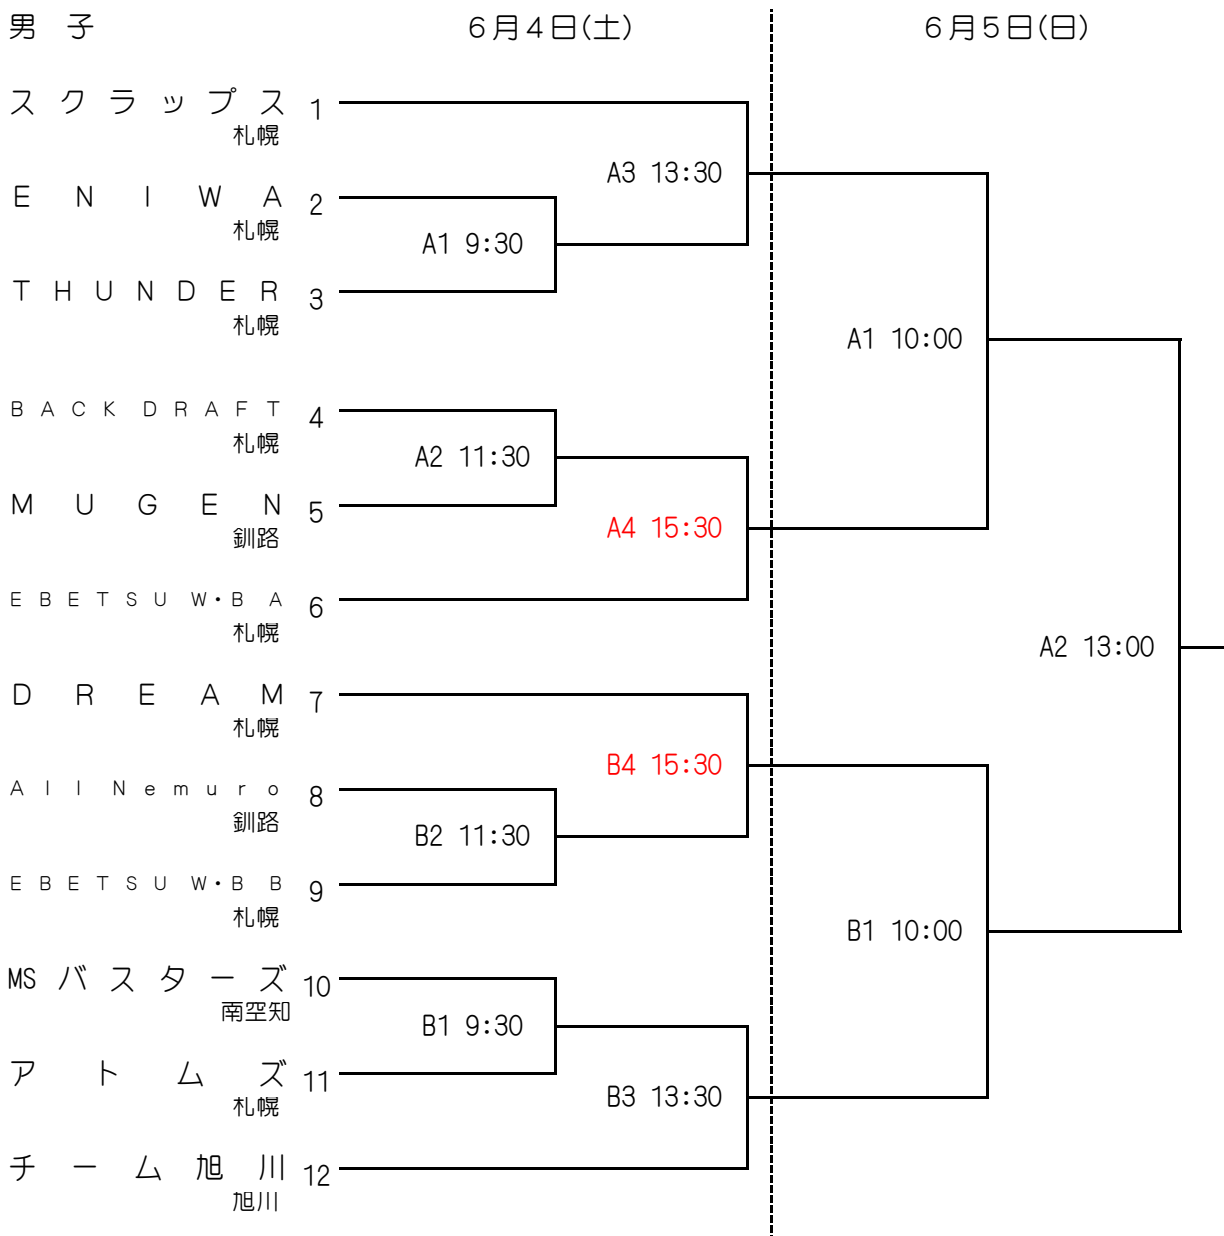 男子 6月4日(土) 6月5日(日)
スクラップス 1
札幌
A3 13:30
ENIWA 2
札幌
A1 9:30
THUNDER 3
札幌
A1 10:00
BACK DRAFT 4
札幌
A2 11:30
MUGEN 5
釧路
A4 15:30
EBETSU W・B A 6
札幌
A2 13:00
DREAM 7
札幌
B4 15:30
All Nemuro 8
釧路
B2 11:30
EBETSU W・B B 9
札幌
B1 10:00
MSバスターズ 10
南空知
B1 9:30
アトムズ 11
札幌
B3 13:30
チーム旭川 12
旭川